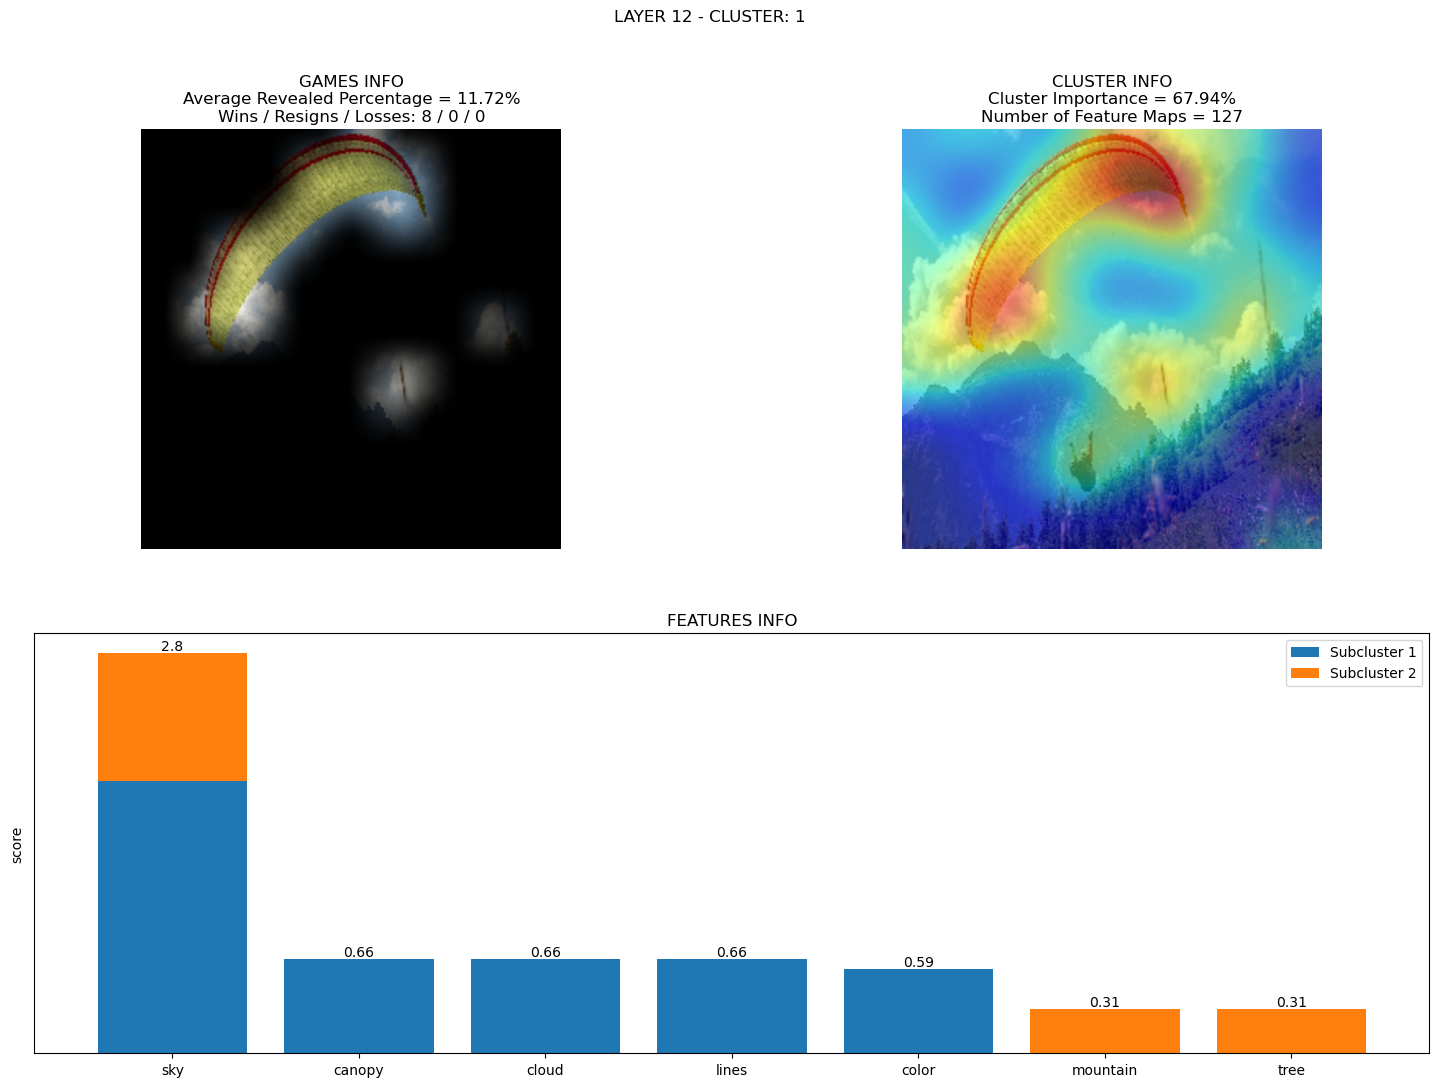 LAYER 12 - CLUSTER: 1
GAMES INFO
Average Revealed Percentage = 11.72%
Wins / Resigns / Losses: 8 / 0 / 0
CLUSTER INFO
Cluster Importance = 67.94%
Number of Feature Maps = 127
FEATURES INFO
score
2.8
0.66
0.66
0.66
0.59
0.31
0.31
Subcluster 1
Subcluster 2
sky
canopy
cloud
lines
color
mountain
tree